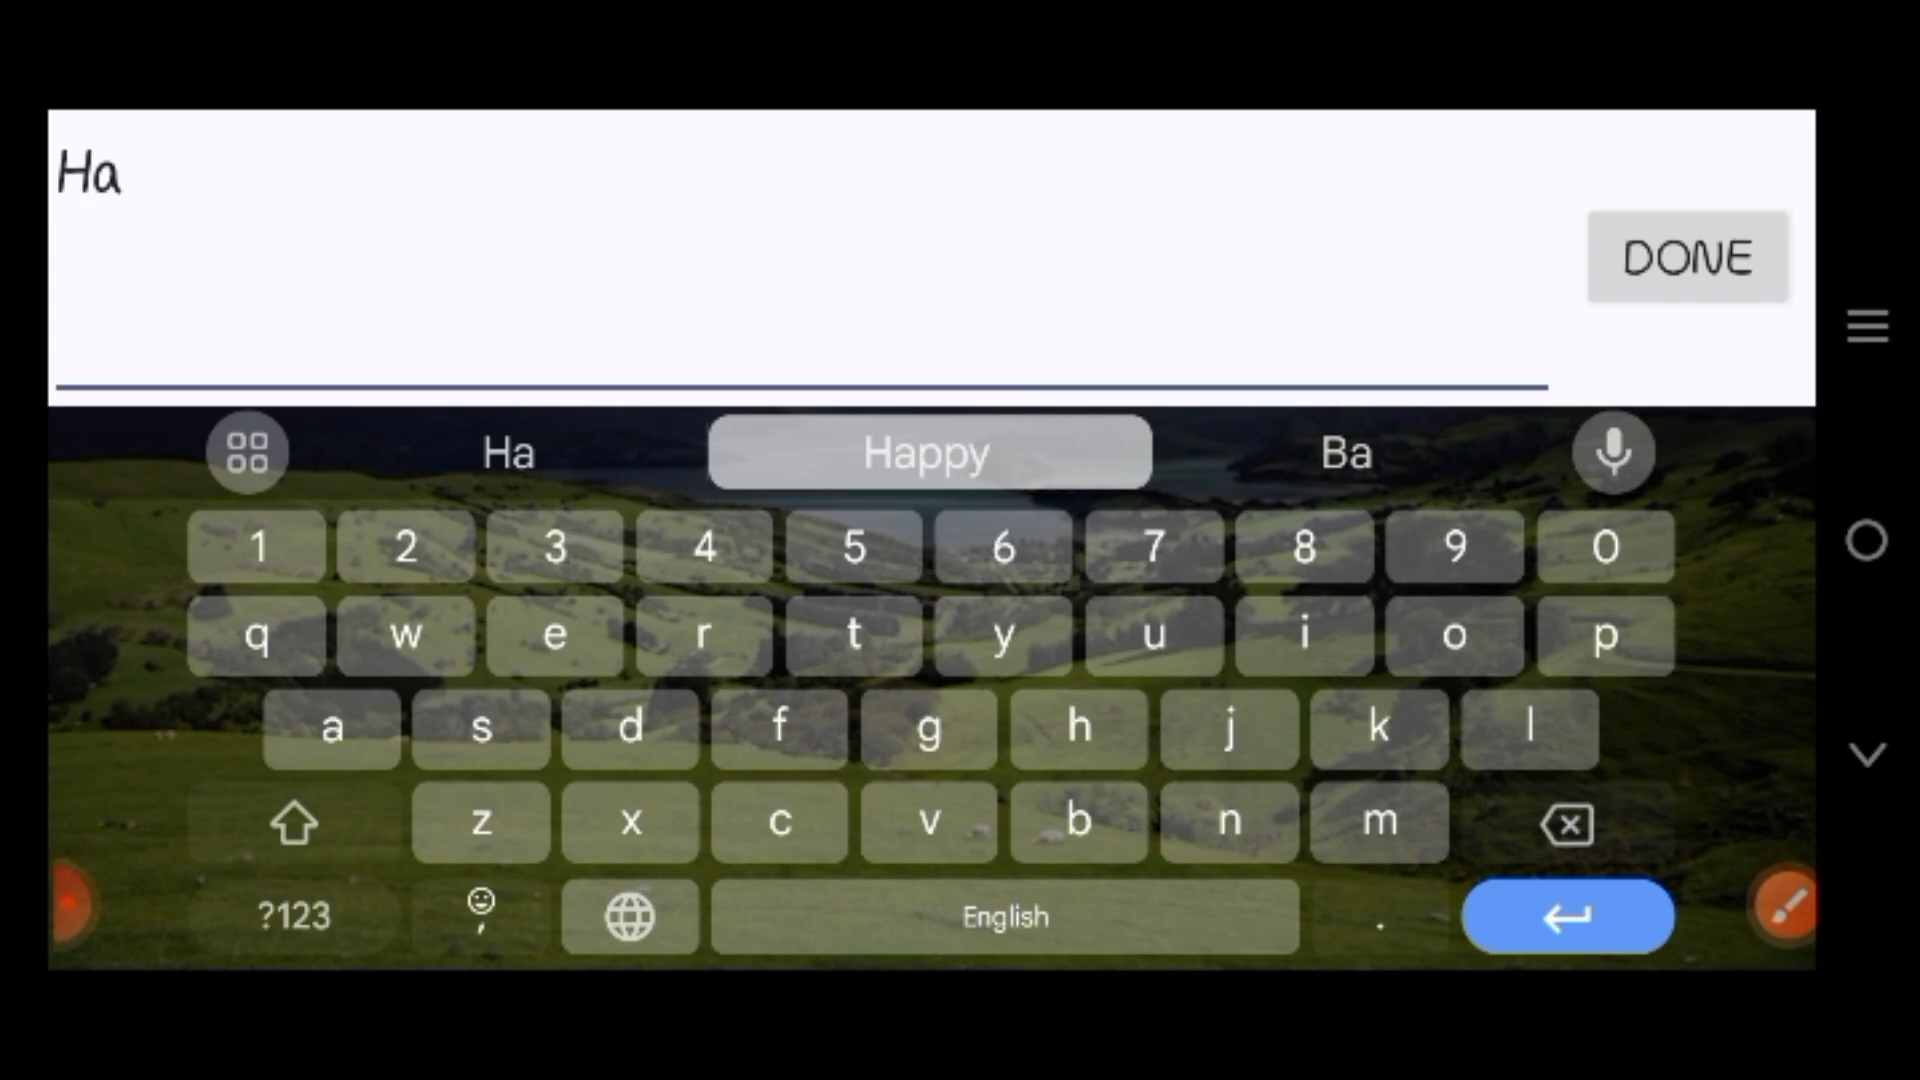 Ha
DONE
Ha Happy Ba
1 2 3 4 5 6 7 8 9 0
q w e r t y u i o p
a s d f g h j k l
z x c v b n m
?123 , English .